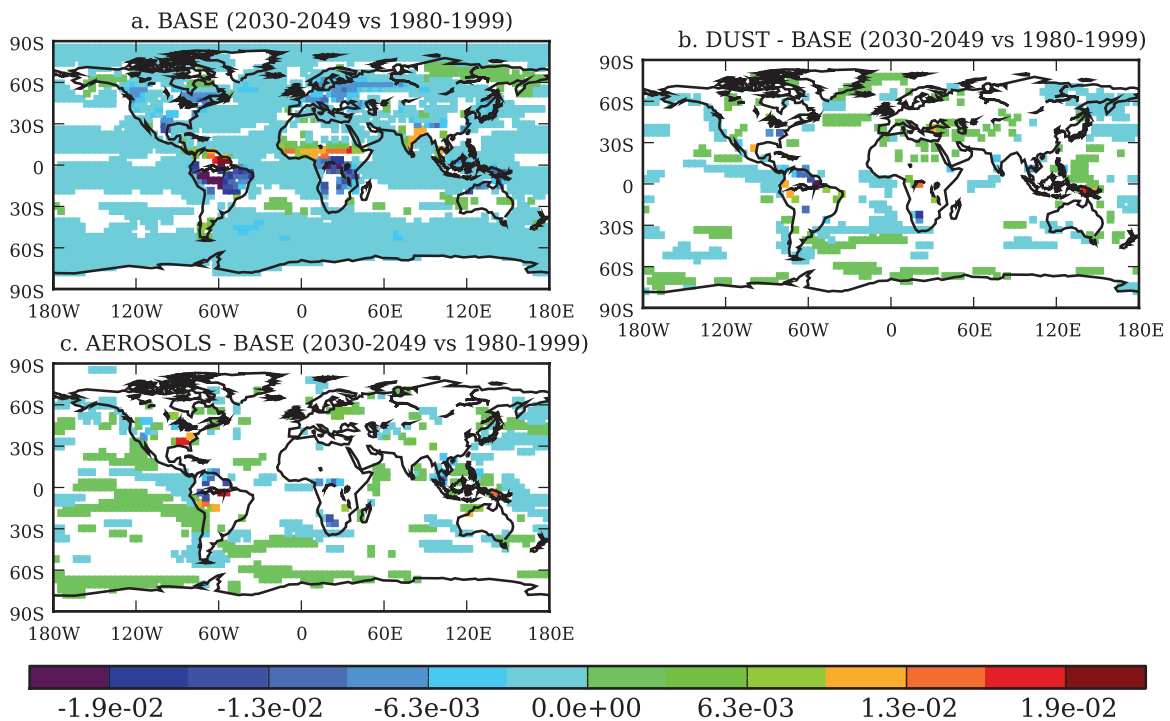 a. BASE (2030-2049 vs 1980-1999)
90S
60S
30S
0
30S
60S
90S
180W 120W 60W 0 60E 120E 180E
b. DUST - BASE (2030-2049 vs 1980-1999)
90S
60S
30S
0
30S
60S
90S
180W 120W 60W 0 60E 120E 180E
c. AEROSOLS - BASE (2030-2049 vs 1980-1999)
90S
60S
30S
0
30S
60S
90S
180W 120W 60W 0 60E 120E 180E
-1.9e-02 -1.3e-02 -6.3e-03 0.0e+00 6.3e-03 1.3e-02 1.9e-02